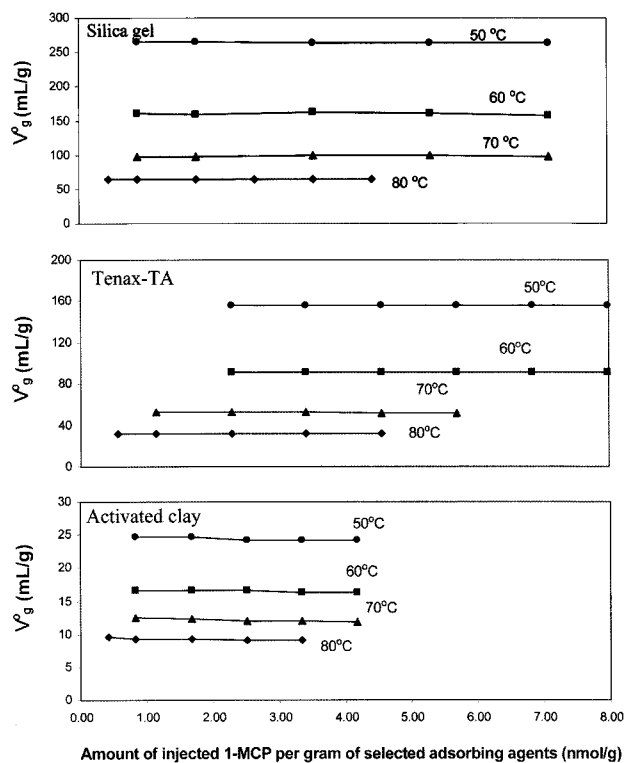 300
Silica gel
50 °C
250
200
60 °C
150
V°g (mL/g)
70 °C
100
80 °C
50
0
200
Tenax-TA
50°C
160
120
60°C
V°g (mL/g)
80
70°C
80°C
40
0
30
Activated clay
50°C
25
20
60°C
V°g (mL/g)
15
70°C
10
80°C
5
0
0.00 1.00 2.00 3.00 4.00 5.00 6.00 7.00 8.00
Amount of injected 1-MCP per gram of selected adsorbing agents (nmol/g)